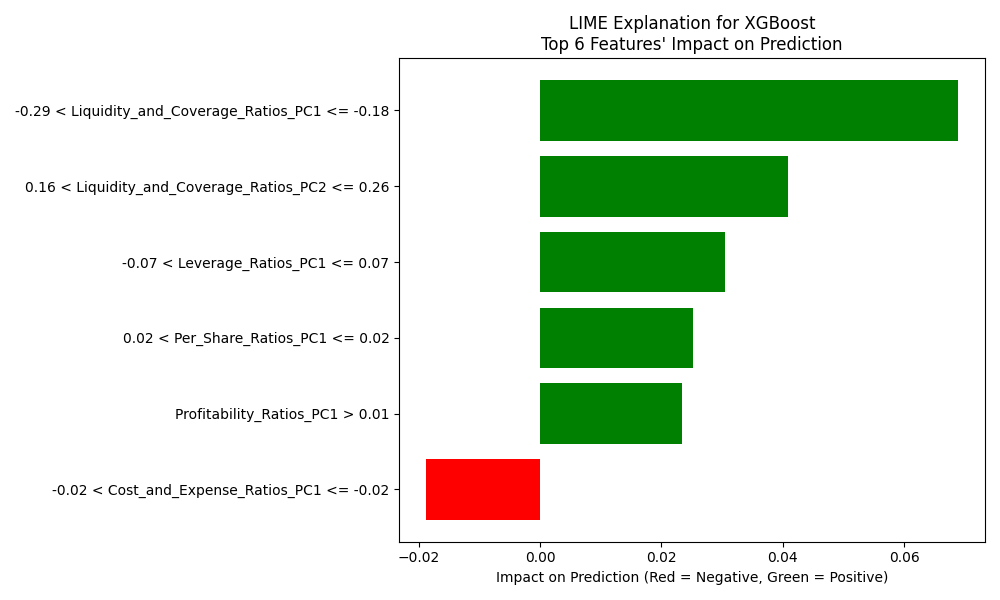 LIME Explanation for XGBoost
Top 6 Features' Impact on Prediction
-0.29 < Liquidity_and_Coverage_Ratios_PC1 <= -0.18
0.16 < Liquidity_and_Coverage_Ratios_PC2 <= 0.26
-0.07 < Leverage_Ratios_PC1 <= 0.07
0.02 < Per_Share_Ratios_PC1 <= 0.02
Profitability_Ratios_PC1 > 0.01
-0.02 < Cost_and_Expense_Ratios_PC1 <= -0.02
−0.02 0.00 0.02 0.04 0.06
Impact on Prediction (Red = Negative, Green = Positive)